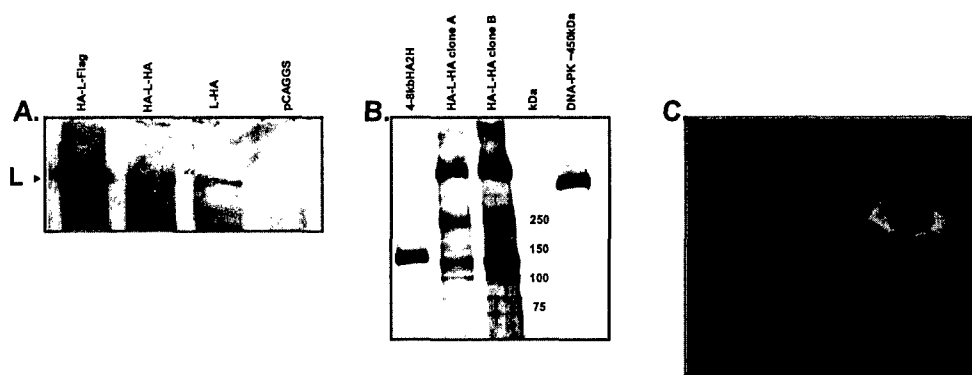 A.
HA-L-Flag
HA-L-HA
L-HA
pCAGGS
L
B.
4-8kbHA2H
HA-L-HA clone A
HA-L-HA clone B
kDa
DNA-PK ~450kDa
250
150
100
75
C